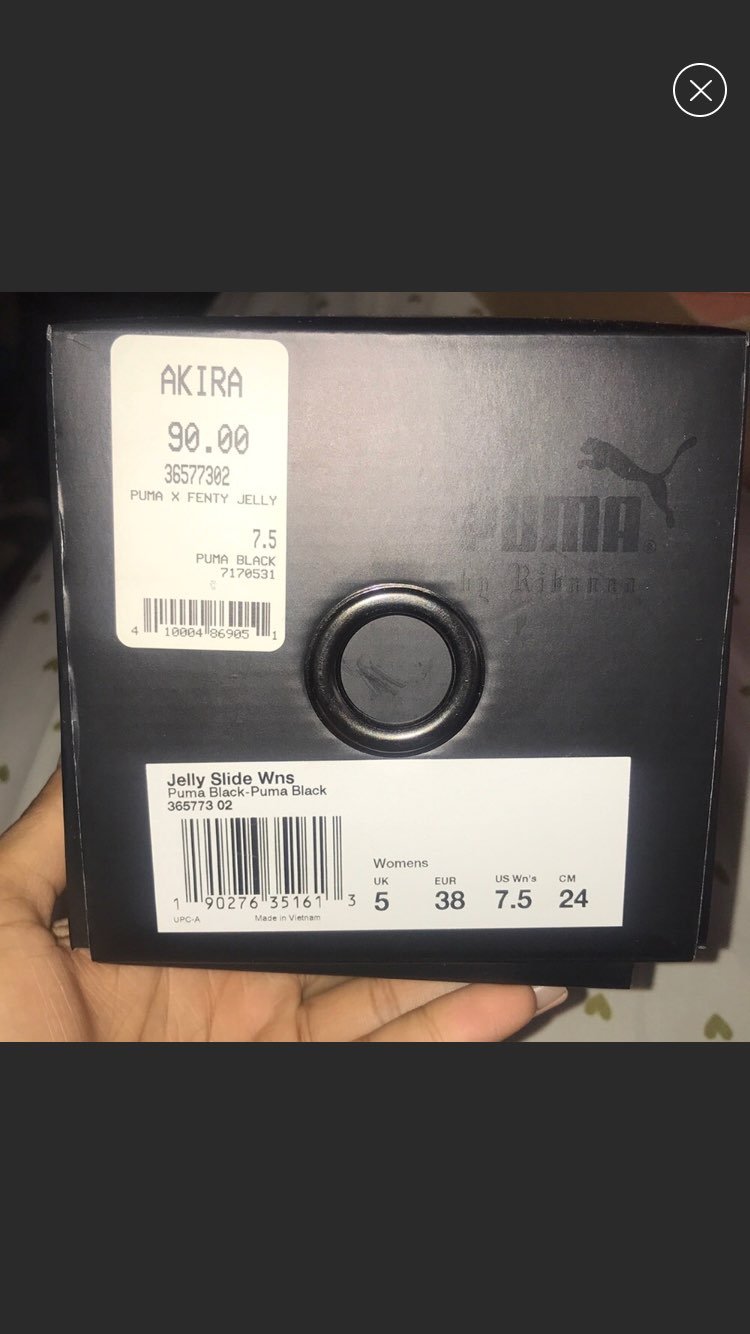 AKIRA
90.00
36577302
PUMA X FENTY JELLY
7.5
PUMA BLACK
7170531
4 10004 86905 1
PUMA®
by Rihanna
Jelly Slide Wns
Puma Black-Puma Black
365773 02
1 90276 35161 3
UPC-A Made in Vietnam
Womens
UK EUR US Wn's CM
5 38 7.5 24